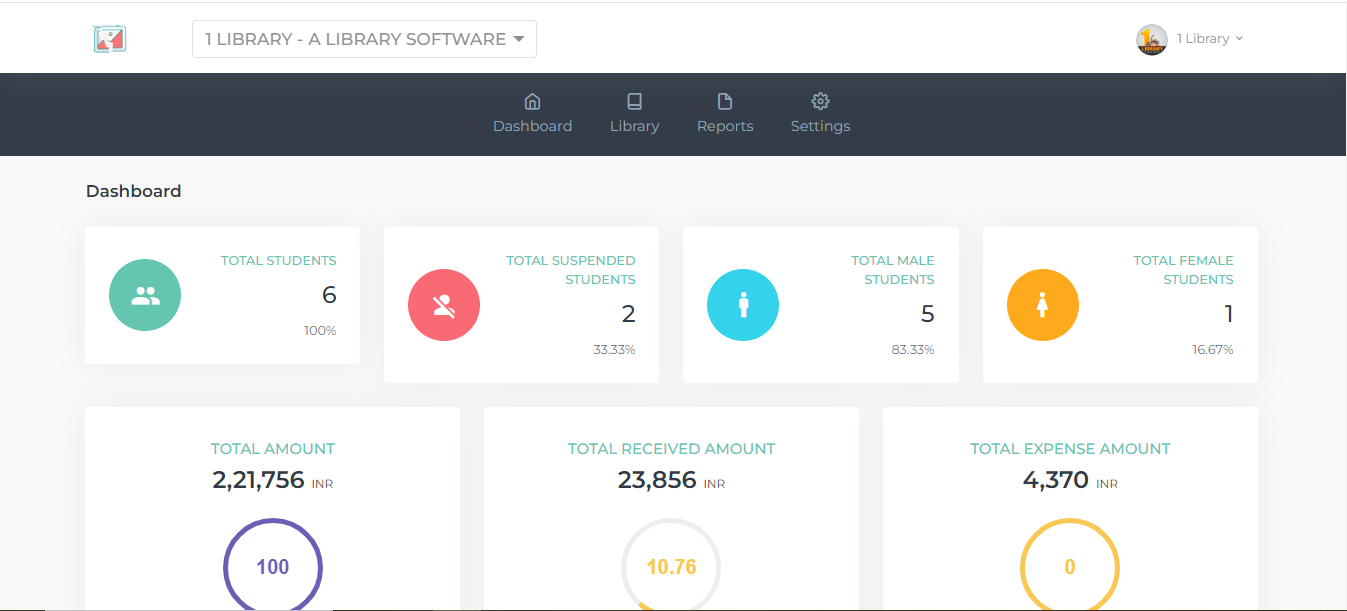 1 LIBRARY - A LIBRARY SOFTWARE
1 Library
Dashboard
Library
Reports
Settings
Dashboard
TOTAL STUDENTS
6
100%
TOTAL SUSPENDED
STUDENTS
2
33.33%
TOTAL MALE
STUDENTS
5
83.33%
TOTAL FEMALE
STUDENTS
1
16.67%
TOTAL AMOUNT
2,21,756 INR
100
TOTAL RECEIVED AMOUNT
23,856 INR
10.76
TOTAL EXPENSE AMOUNT
4,370 INR
0